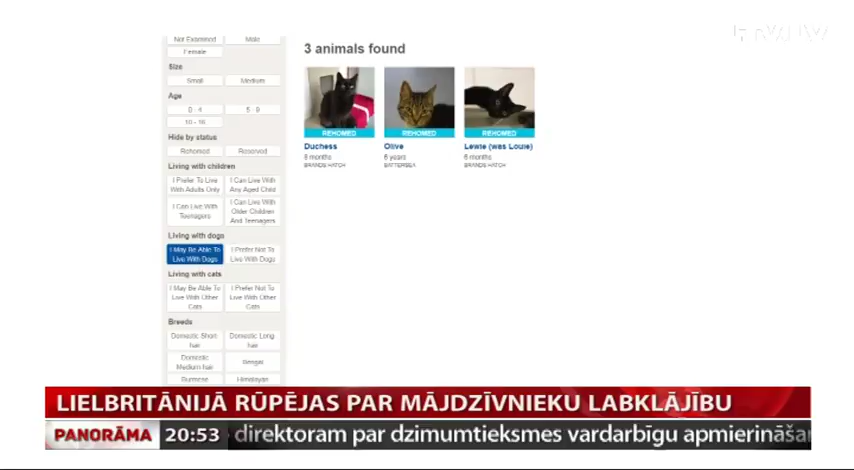 LTV1 HD
Not Examined
Male
Female
Size
Small
Medium
Age
0 - 4
5 - 9
10 - 16
Hide by status
Rehomed
Reserved
Living with children
I Prefer To Live With Adults Only
I Can Live With Any Aged Child
I Can Live With Teenagers
I Can Live With Older Children And Teenagers
Living with dogs
I May Be Able To Live With Dogs
I Prefer Not To Live With Dogs
Living with cats
I May Be Able To Live With Other Cats
I Prefer Not To Live With Other Cats
Breeds
Domestic Short-hair
Domestic Long-hair
Domestic Medium hair
Bengal
Burmese
Himalayan
3 animals found
REHOMED
REHOMED
REHOMED
Duchess
Olive
Lewie (was Louie)
6 years
6 months
BRANDS HATCH
BATTERSEA
BRANDS HATCH
LIELBRITĀNIJĀ RŪPĒJAS PAR MĀJDZĪVNIEKU LABKLĀJĪBU
PANORĀMA
20:53
direktoram par dzimumtieksmes vardarbīgu apmierināša